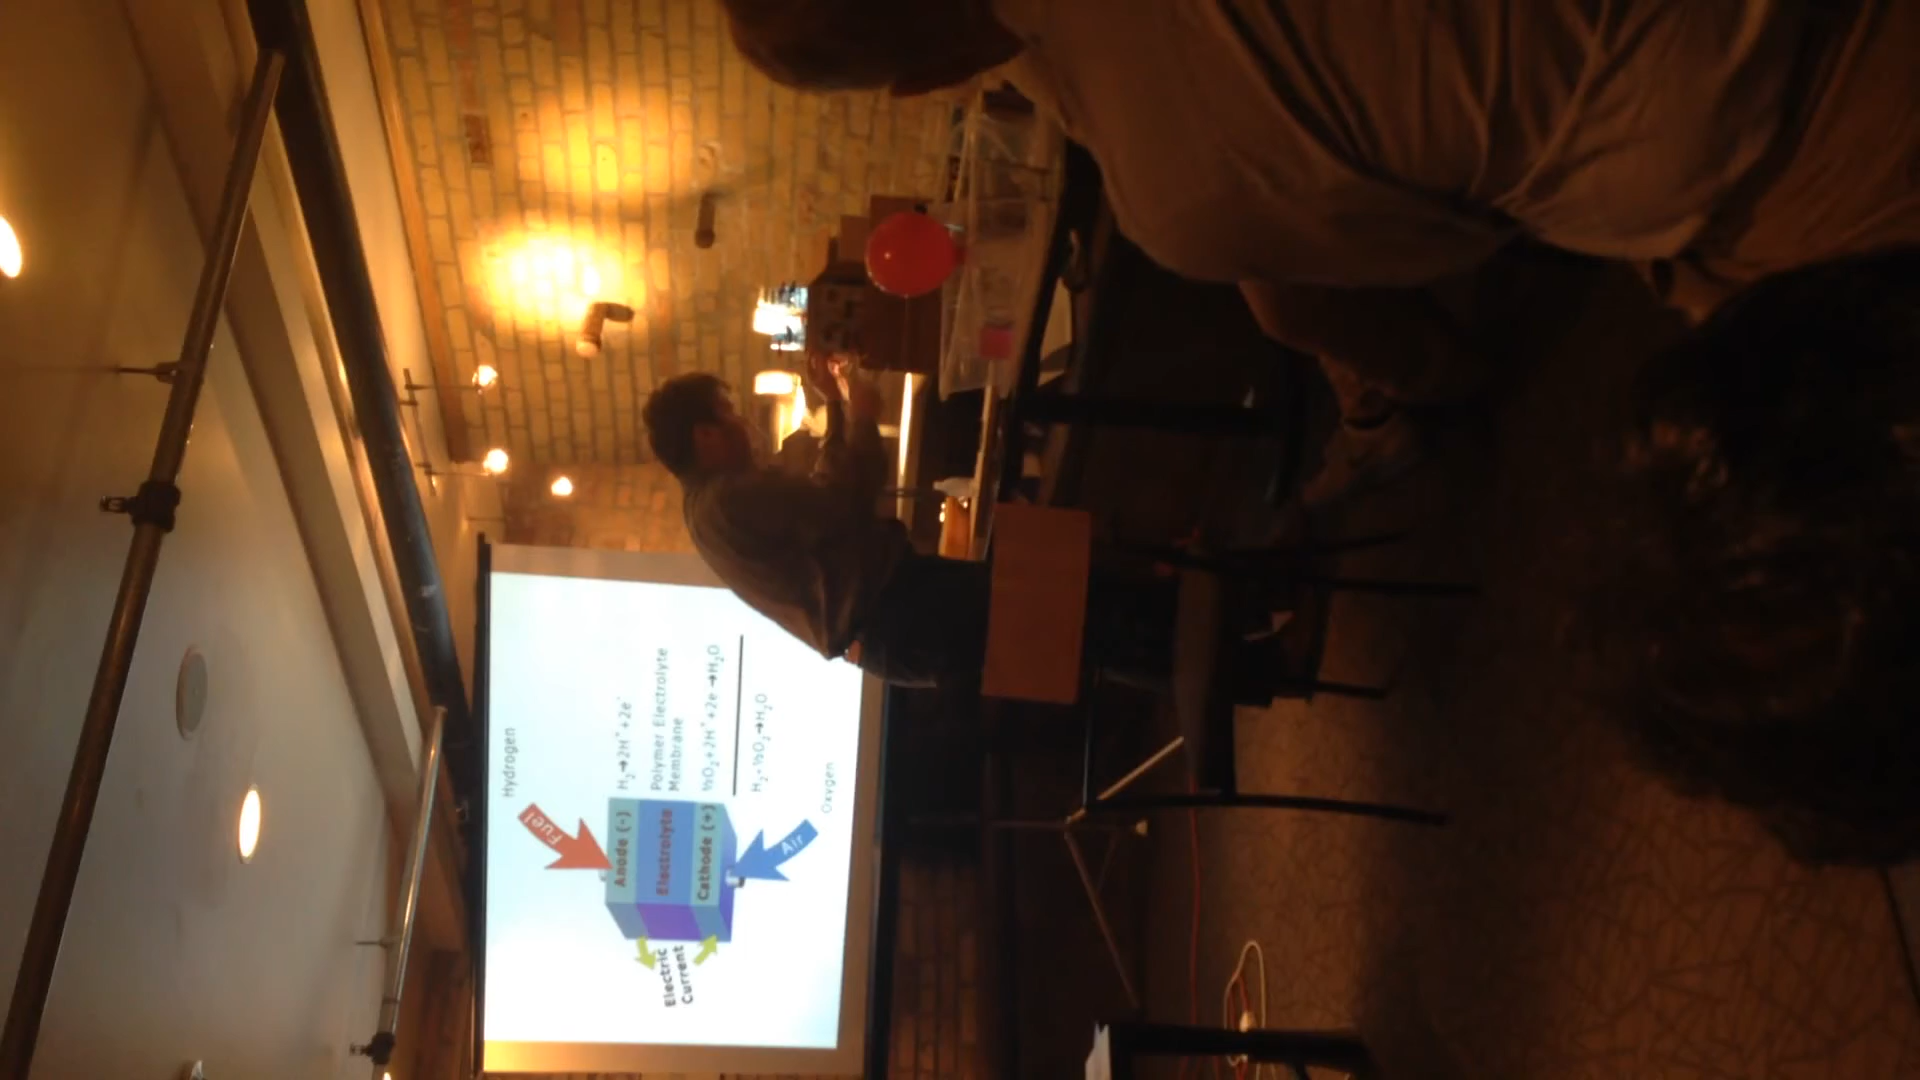 Hydrogen
Fuel
Anode (-)
H₂→2H⁺+2e⁻
Electrolyte
Polymer Electrolyte
Membrane
Cathode (+)
½O₂+2H⁺+2e→H₂O
H₂+½O₂→H₂O
Air
Oxygen
Electric
Current